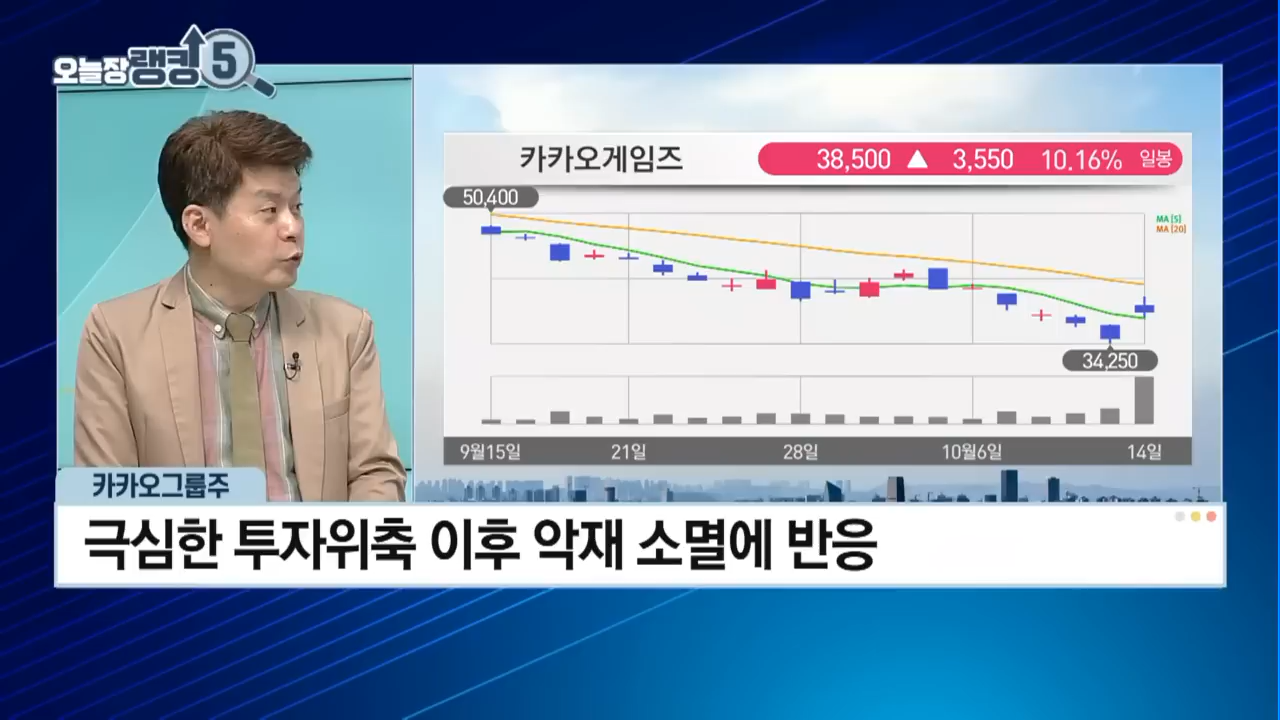 오늘장 랭킹 5
카카오게임즈
38,500 ▲ 3,550 10.16% 일봉
50,400
MA [5]
MA [20]
34,250
9월15일 21일 28일 10월6일 14일
카카오그룹주
극심한 투자위축 이후 악재 소멸에 반응